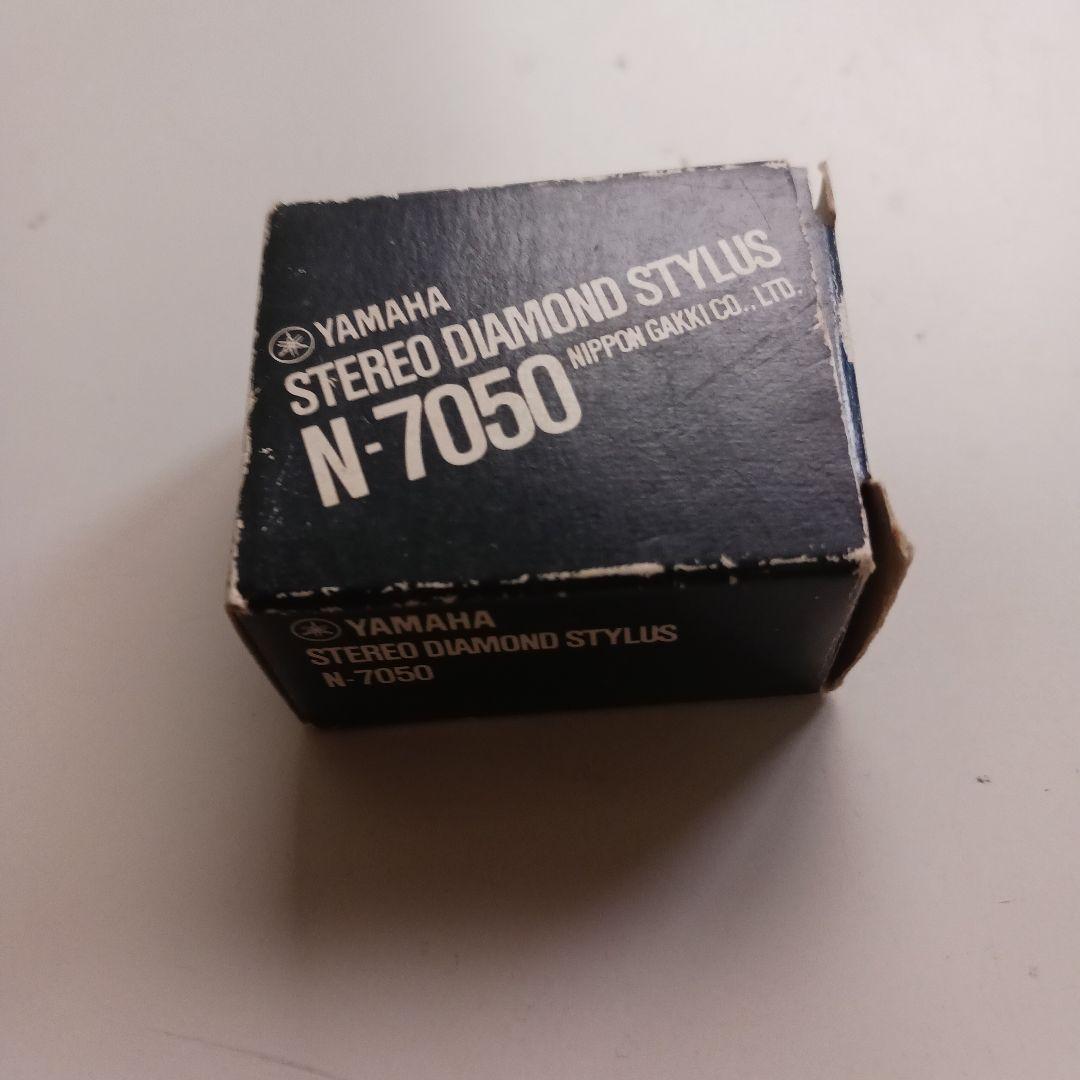 YAMAHA
STEREO DIAMOND STYLUS
N-7050 NIPPON GAKKI CO., LTD.
YAMAHA
STEREO DIAMOND STYLUS
N-7050